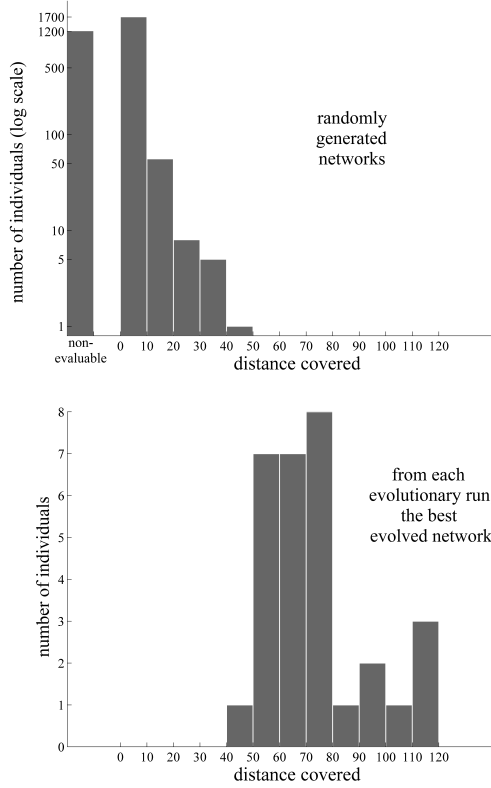 number of individuals (log scale)
1700
1200
500
100
50
10
5
1
randomly
generated
networks
non-
evaluable
0 10 20 30 40 50 60 70 80 90 100 110 120
distance covered
number of individuals
8
7
6
5
4
3
2
1
0
from each
evolutionary run
the best
evolved network
0 10 20 30 40 50 60 70 80 90 100 110 120
distance covered